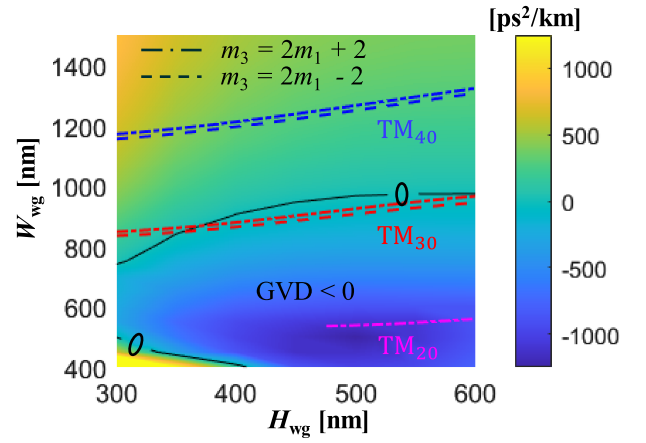 [ps²/km]
m₃ = 2m₁ + 2
m₃ = 2m₁ - 2
1400
1200
1000
800
600
400
W_wg [nm]
TM₄₀
0
TM₃₀
GVD < 0
TM₂₀
0
300
400
500
600
H_wg [nm]
1000
500
0
-500
-1000